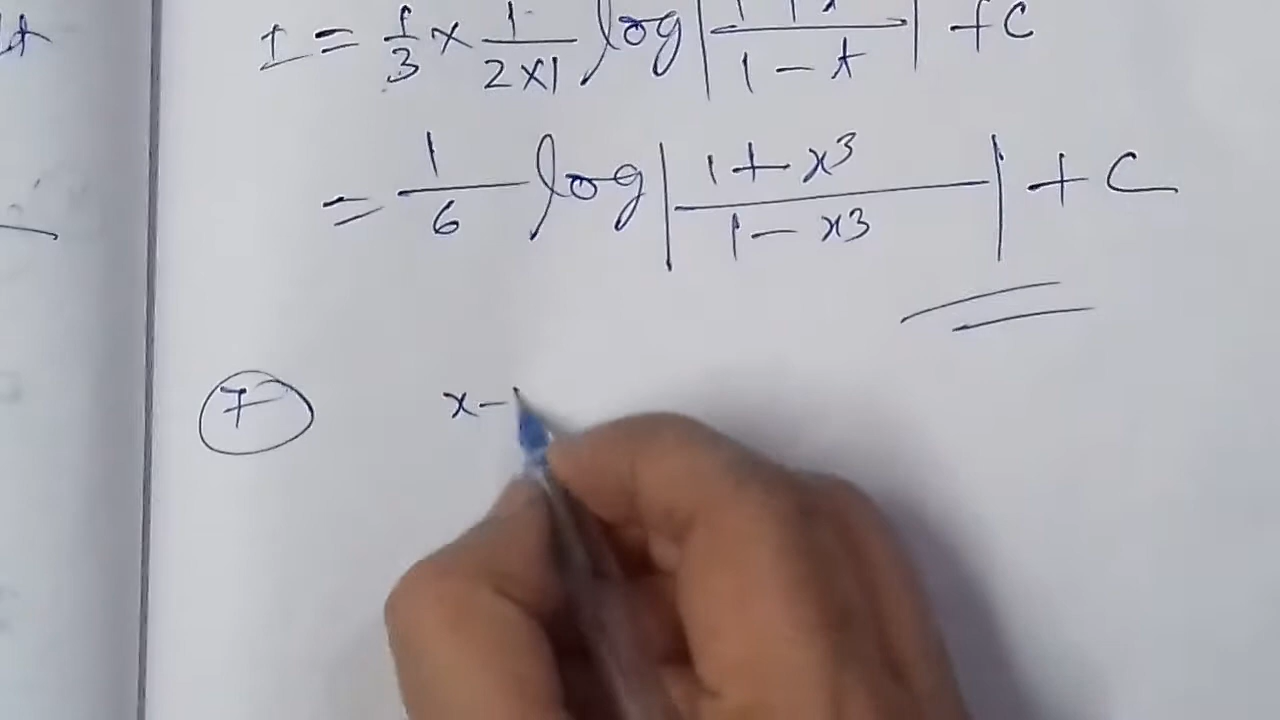 I = 1/3 × 1/2×1 log |1+t/1-t| + C
= 1/6 log |1+x³/1-x³| + C
7 x-